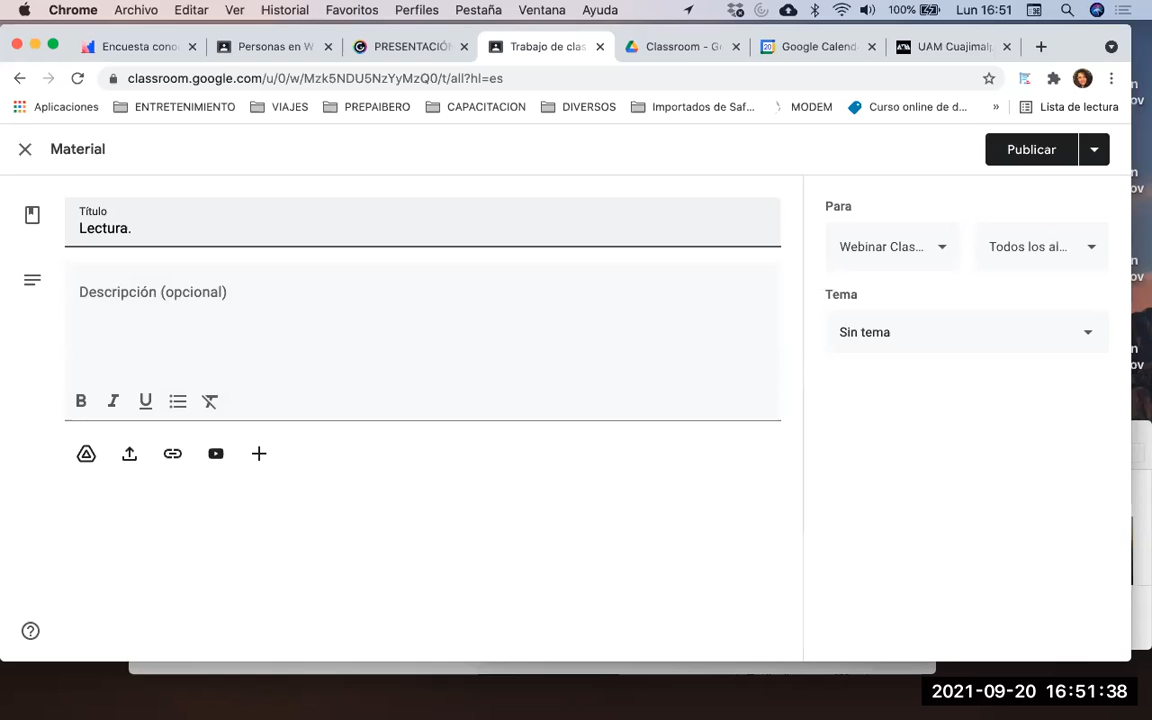 Chrome Archivo Editar Ver Historial Favoritos Perfiles Pestaña Ventana Ayuda 100% Lun 16:51
Encuesta cono Personas en W PRESENTACIÓN Trabajo de clas Classroom - Go Google Calend UAM Cuajimalp
classroom.google.com/u/0/w/Mzk5NDU5NzYyMzQ0/t/all?hl=es
Aplicaciones ENTRETENIMIENTO VIAJES PREPAIBERO CAPACITACION DIVERSOS Importados de Saf... MODEM Curso online de d... » Lista de lectura
Material Publicar
Título
Lectura.
Para
Webinar Clas... Todos los al...
Descripción (opcional)
Tema
Sin tema
B I U
2021-09-20 16:51:38